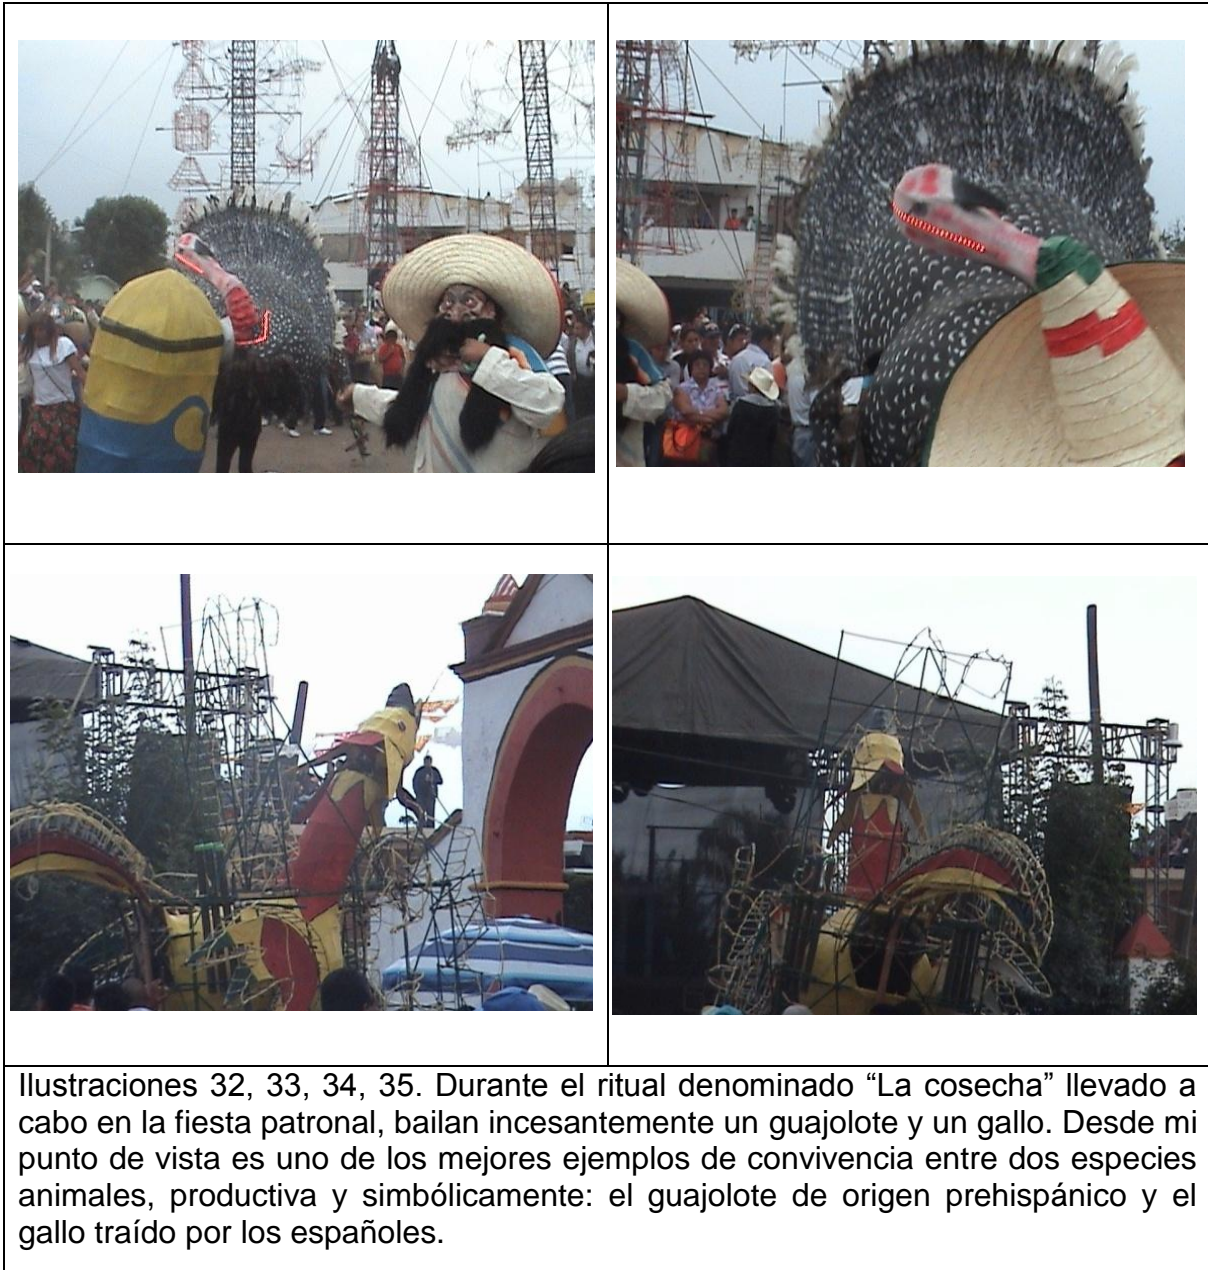 Ilustraciones 32, 33, 34, 35. Durante el ritual denominado “La cosecha” llevado a
cabo en la fiesta patronal, bailan incesantemente un guajolote y un gallo. Desde mi
punto de vista es uno de los mejores ejemplos de convivencia entre dos especies
animales, productiva y simbólicamente: el guajolote de origen prehispánico y el
gallo traído por los españoles.